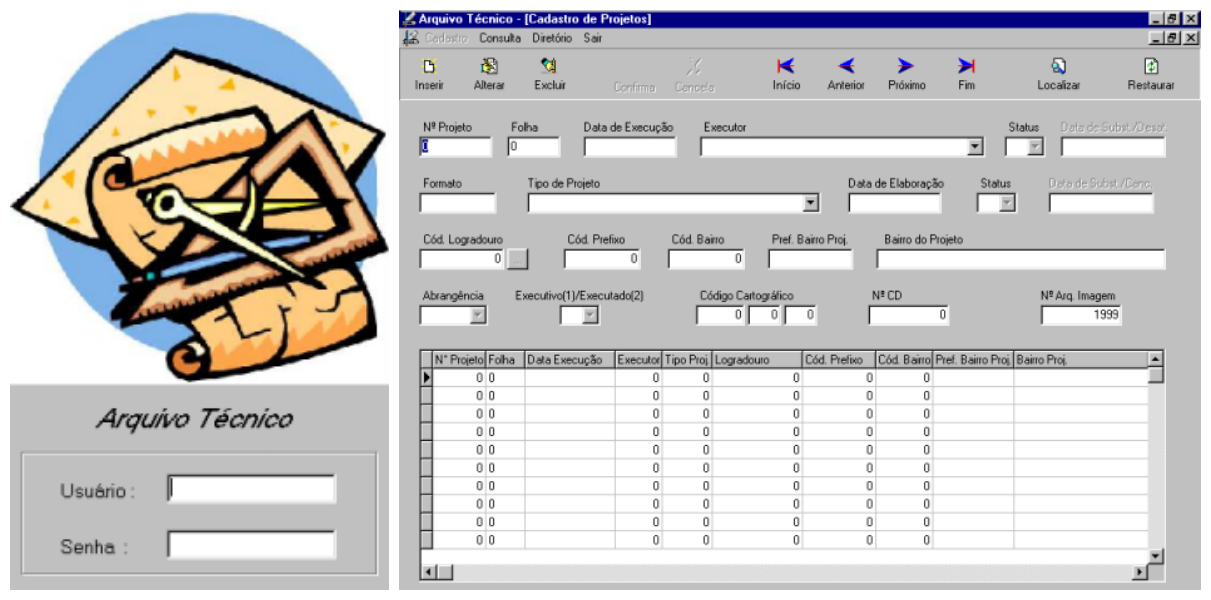 Arquivo Técnico
Usuário :
Senha :
Arquivo Técnico - [Cadastro de Projetos]
Cadastro Consulta Diretório Sair
Inserir Alterar Excluir Confirma Cancela Início Anterior Próximo Fim Localizar Restaurar
Nº Projeto Folha Data de Execução Executor Status Data de Subst./Desat.
0 0
Formato Tipo de Projeto Data de Elaboração Status Data de Subst./Canc.
Cód. Logradouro Cód. Prefixo Cód. Bairro Pref. Bairro Proj. Bairro do Projeto
0 ... 0 0
Abrangência Executivo(1)/Executado(2) Código Cartográfico Nº CD Nº Arq. Imagem
0 0 0 0 1999
N° Projeto Folha Data Execução Executor Tipo Proj. Logradouro Cód. Prefixo Cód. Bairro Pref. Bairro Proj. Bairro Proj.
0 0 0 0 0 0 0
0 0 0 0 0 0 0
0 0 0 0 0 0 0
0 0 0 0 0 0 0
0 0 0 0 0 0 0
0 0 0 0 0 0 0
0 0 0 0 0 0 0
0 0 0 0 0 0 0
0 0 0 0 0 0 0
0 0 0 0 0 0 0